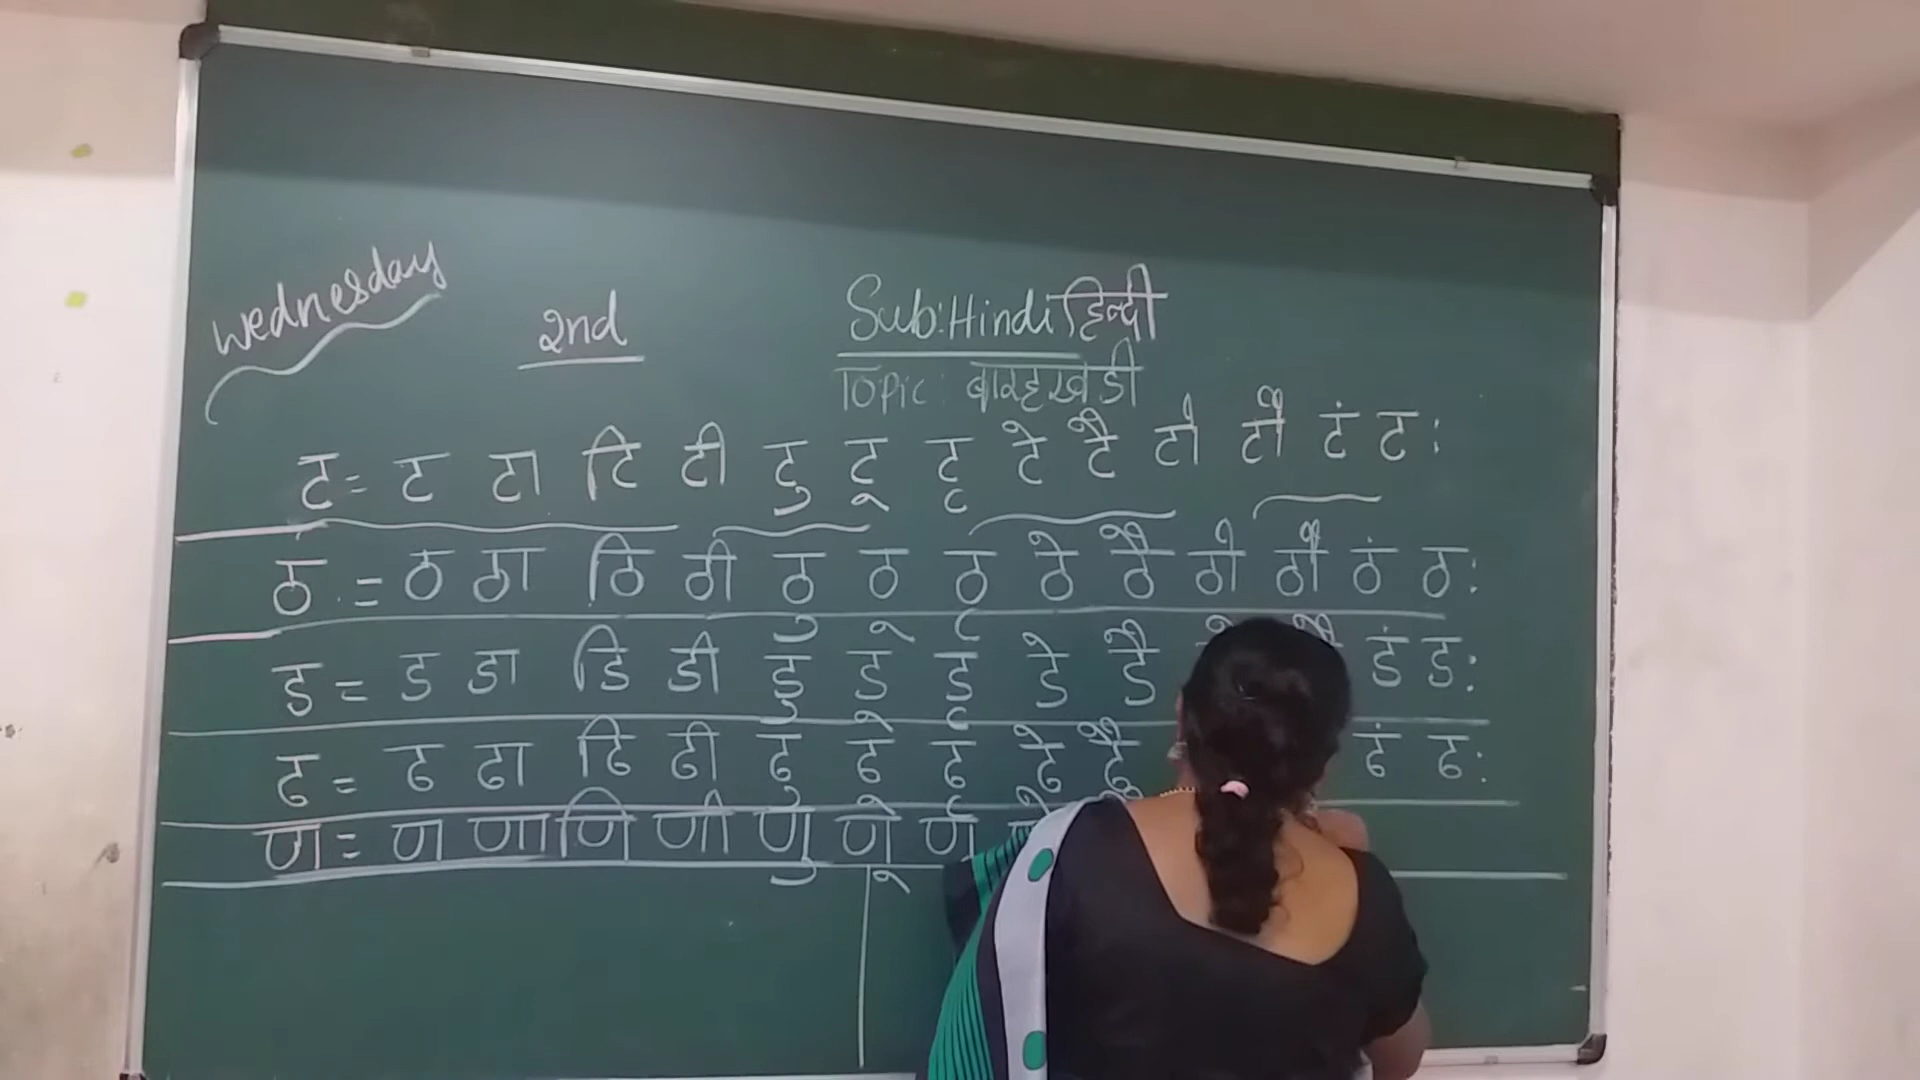 Wednesday 2nd Sub:Hindi हिन्दी
Topic: बारहखडी
ट= ट टा टि टी टु टू टृ टे टै टो टौ टं टः
ठ = ठ ठा ठि ठी ठु ठू ठृ ठे ठै ठो ठौ ठं ठः
ड = ड डा डि डी डु डू डृ डे डै डं डः
ढ = ढ ढा ढि ढी ढु ढू ढृ ढे ढै ढं ढः
ण = ण णा णि णी णु णू णृ